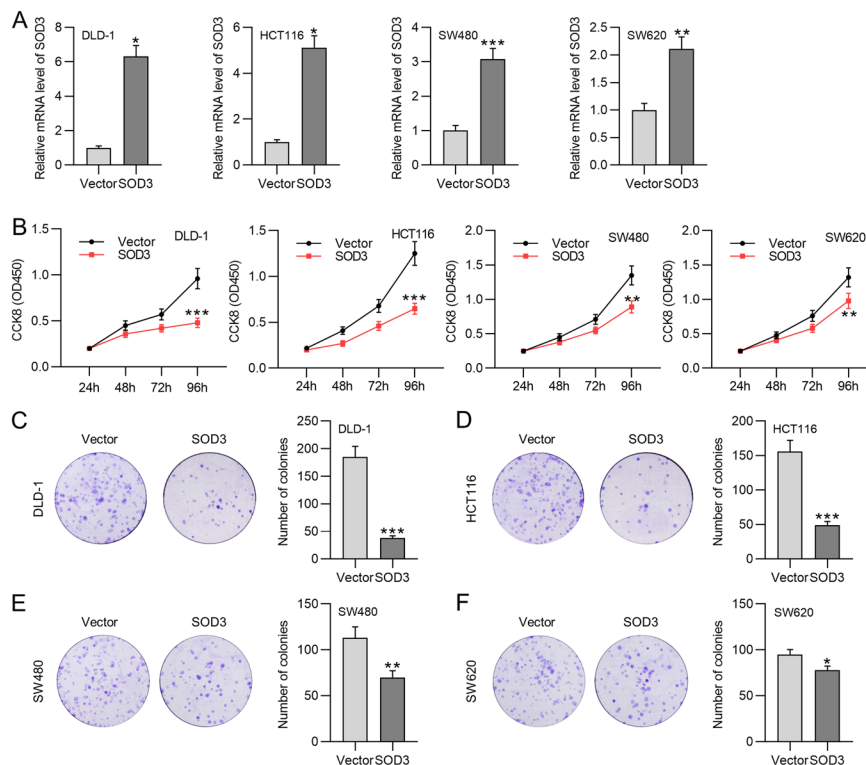 A
Relative mRNA level of SOD3
8
6
4
2
0
DLD-1
*
Vector SOD3
Relative mRNA level of SOD3
6
4
2
0
HCT116
*
Vector SOD3
Relative mRNA level of SOD3
4
3
2
1
0
SW480
***
Vector SOD3
Relative mRNA level of SOD3
2.5
2.0
1.5
1.0
0.5
0.0
SW620
**
Vector SOD3
B
CCK8 (OD450)
1.5
1.0
0.5
0.0
DLD-1
Vector
SOD3
***
24h 48h 72h 96h
CCK8 (OD450)
1.5
1.0
0.5
0.0
HCT116
Vector
SOD3
***
24h 48h 72h 96h
CCK8 (OD450)
2.0
1.5
1.0
0.5
0.0
SW480
Vector
SOD3
**
24h 48h 72h 96h
CCK8 (OD450)
2.0
1.5
1.0
0.5
0.0
SW620
Vector
SOD3
**
24h 48h 72h 96h
C
Vector
SOD3
DLD-1
Number of colonies
250
200
150
100
50
0
DLD-1
***
Vector SOD3
D
Vector
SOD3
HCT116
Number of colonies
200
150
100
50
0
HCT116
***
Vector SOD3
E
Vector
SOD3
SW480
Number of colonies
150
100
50
0
SW480
**
Vector SOD3
F
Vector
SOD3
SW620
Number of colonies
150
100
50
0
SW620
*
Vector SOD3